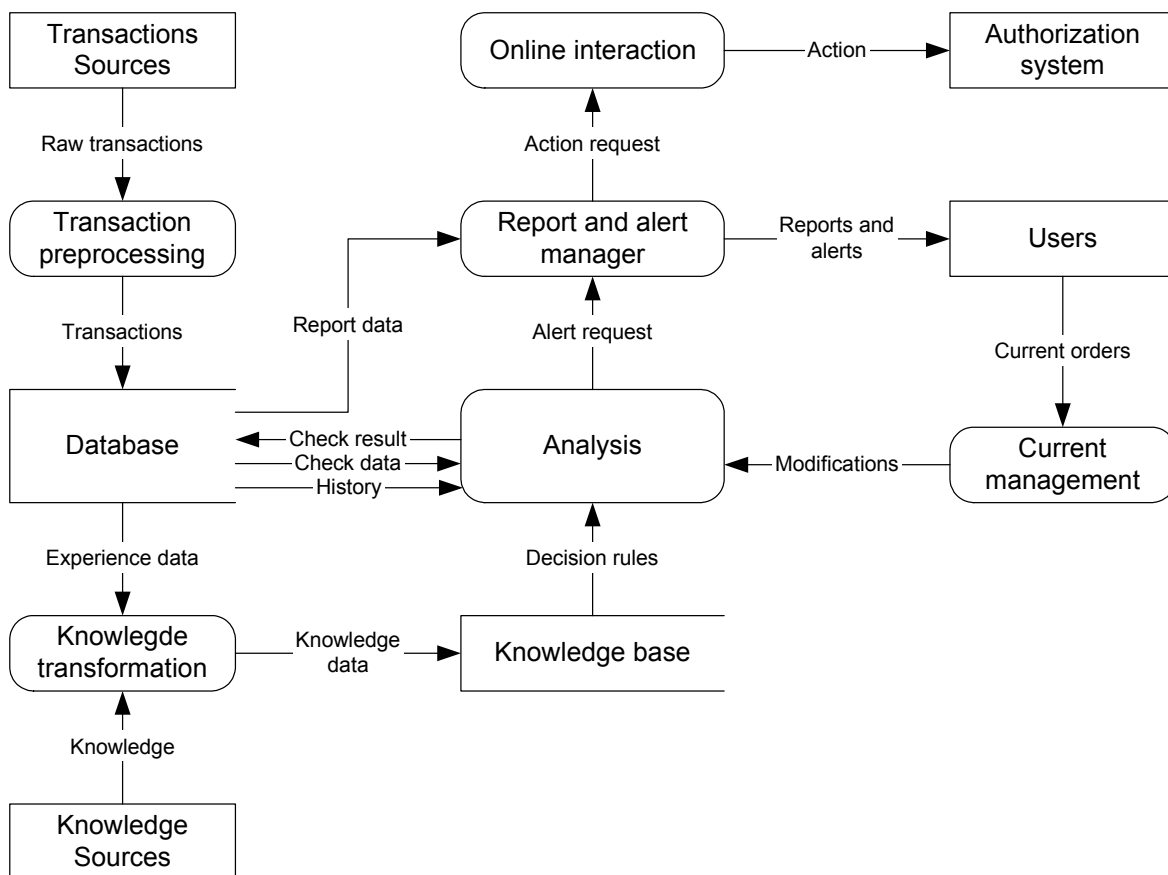 Transactions
Sources
Online interaction
Action
Authorization
system
Raw transactions
Action request
Transaction
preprocessing
Report and alert
manager
Reports and
alerts
Users
Transactions
Report data
Alert request
Current orders
Database
Check result
Check data
History
Analysis
Modifications
Current
management
Experience data
Decision rules
Knowlegde
transformation
Knowledge
data
Knowledge base
Knowledge
Knowledge
Sources